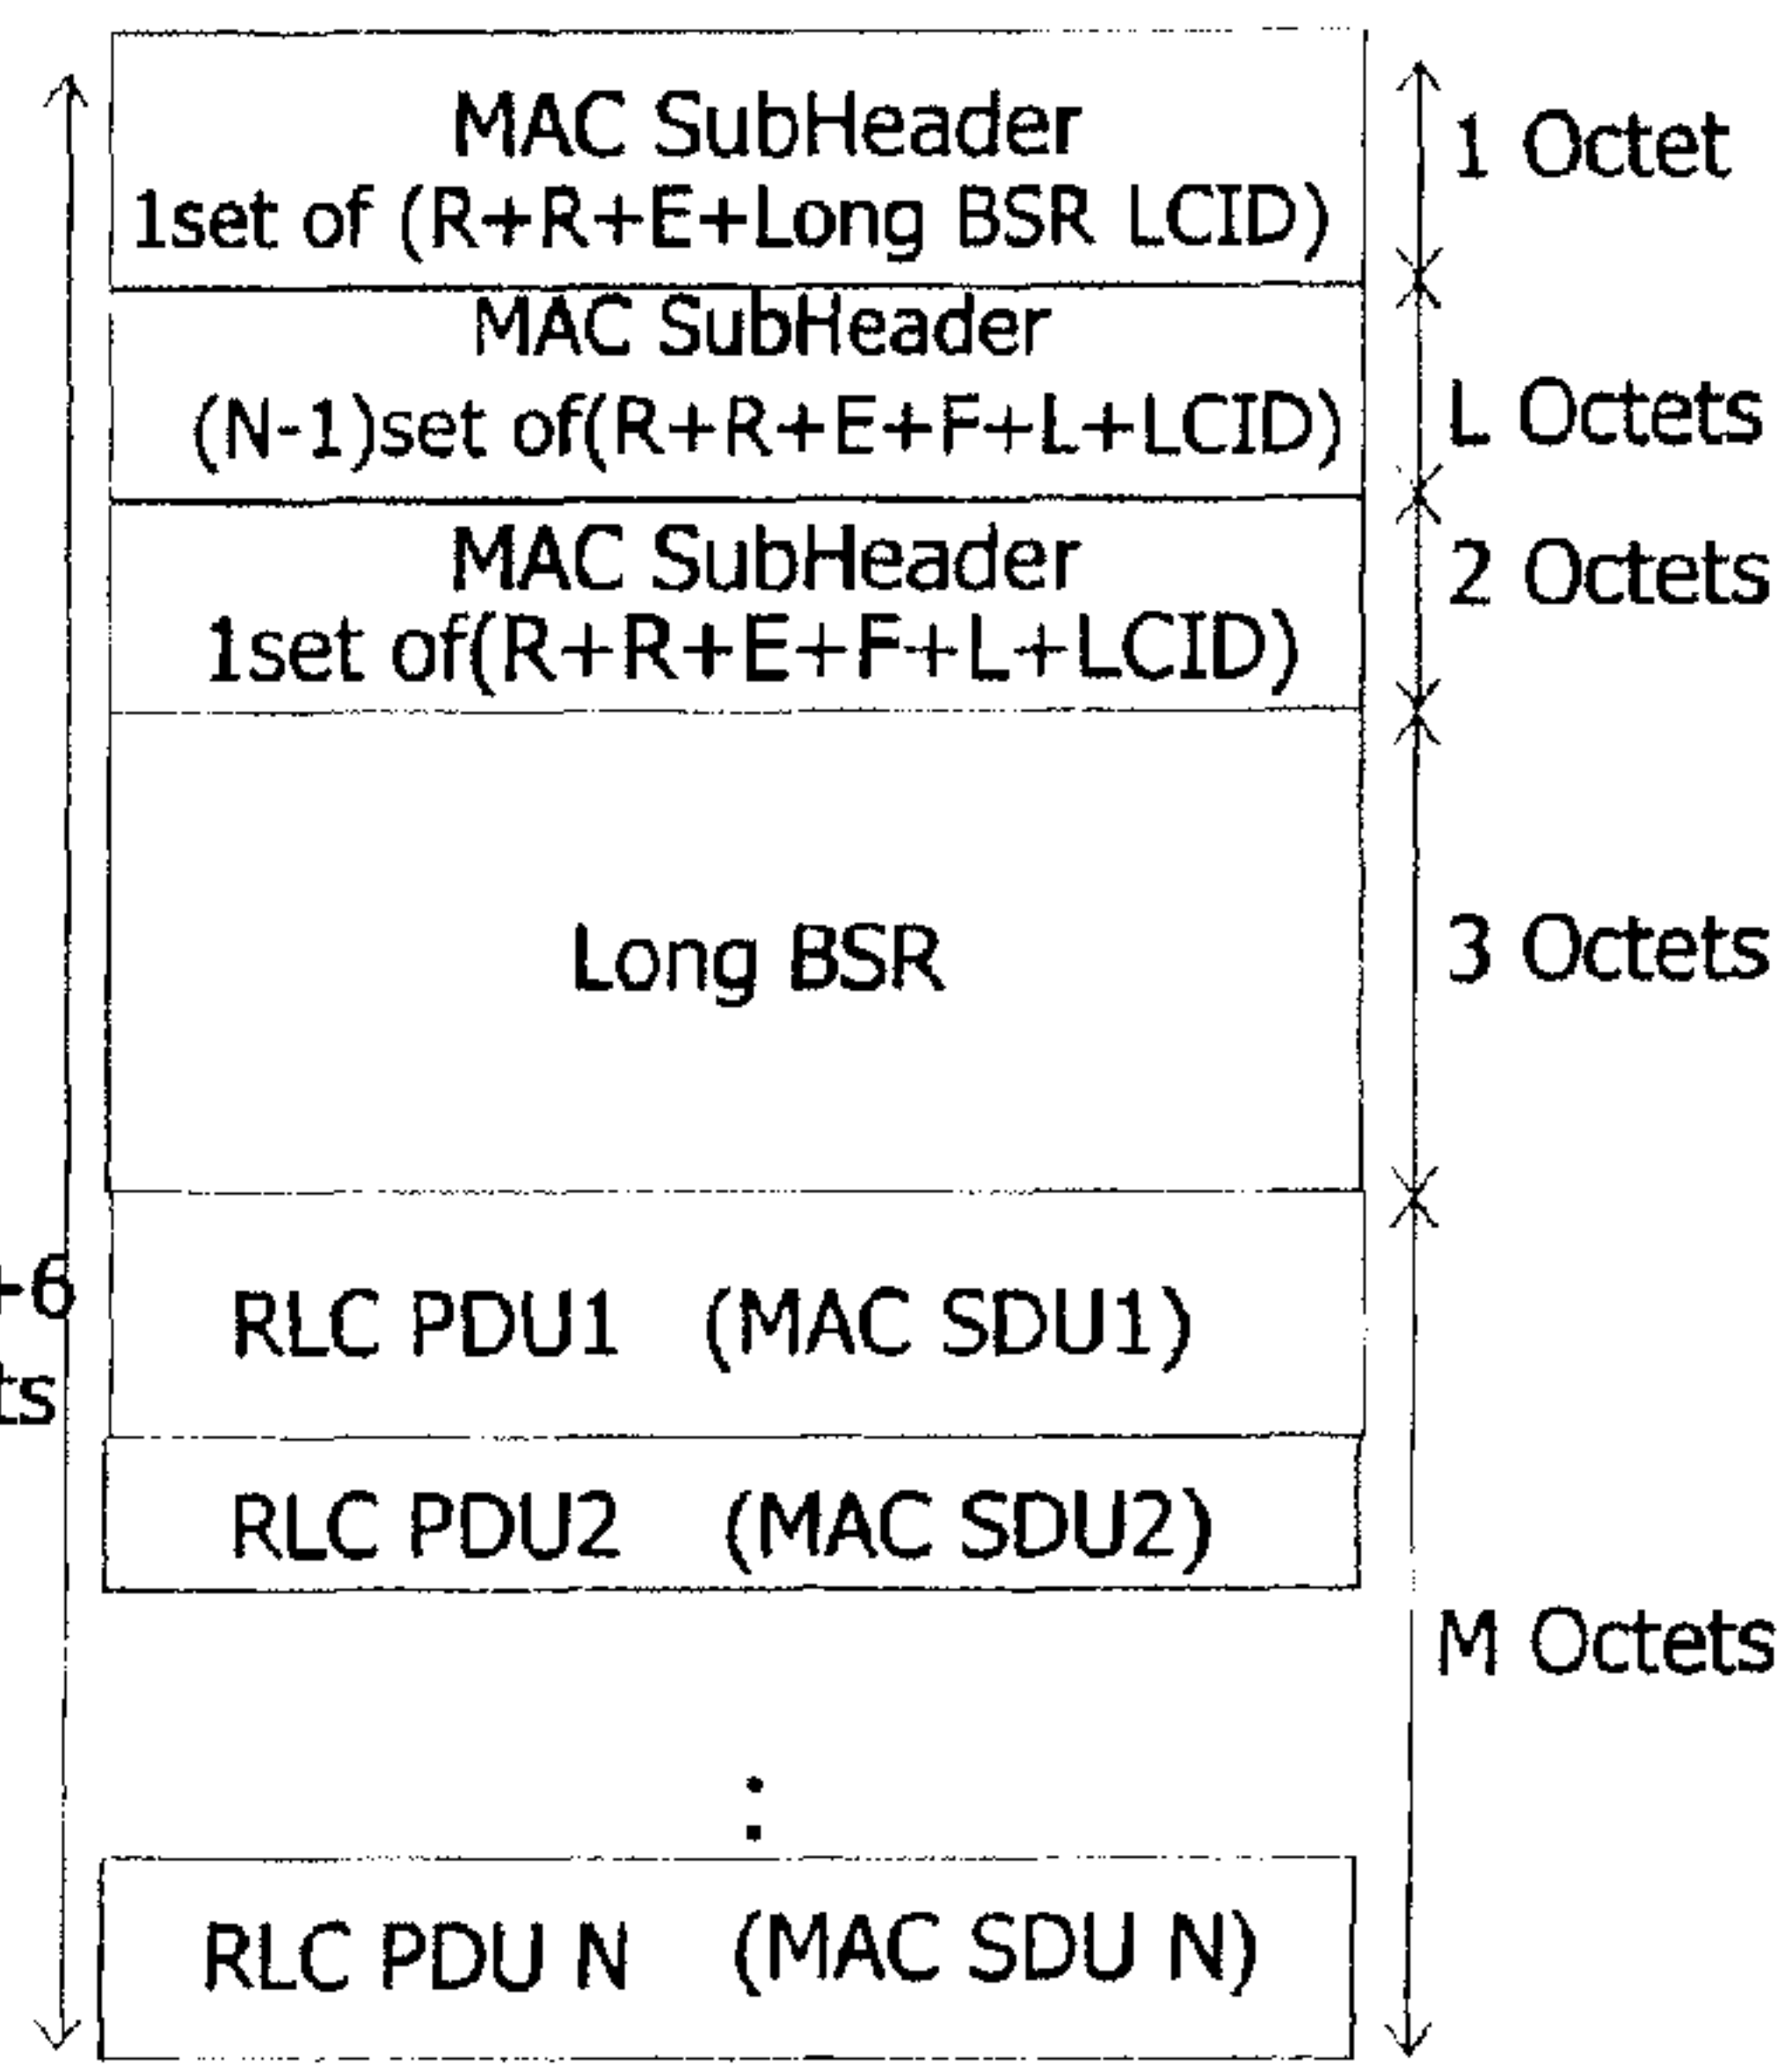 MAC SubHeader
1set of (R+R+E+Long BSR LCID)
1 Octet
MAC SubHeader
(N-1)set of(R+R+E+F+L+LCID)
L Octets
MAC SubHeader
1set of(R+R+E+F+L+LCID)
2 Octets
Long BSR
3 Octets
+6
ts
RLC PDU1 (MAC SDU1)
RLC PDU2 (MAC SDU2)
M Octets
:
RLC PDU N (MAC SDU N)